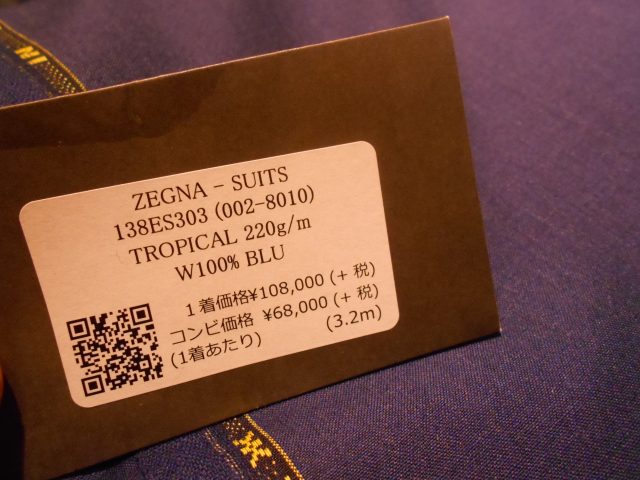 ZEGNA - SUITS
138ES303 (002-8010)
TROPICAL 220g/m
W100% BLU
1着価格¥108,000 (+ 税)
コンビ価格 ¥68,000 (+ 税)
(1着あたり) (3.2m)